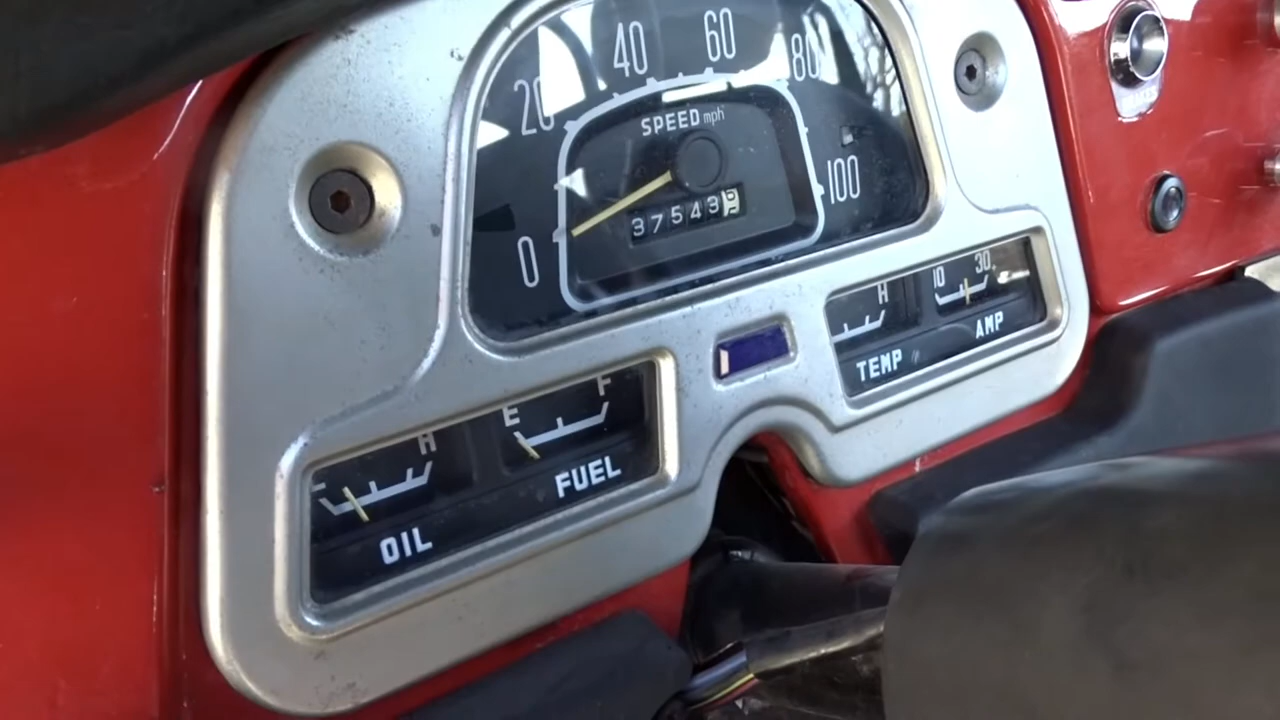 20 40 60 80
SPEED mph
0 100
37543
10 30
H
TEMP AMP
E F
H
OIL FUEL